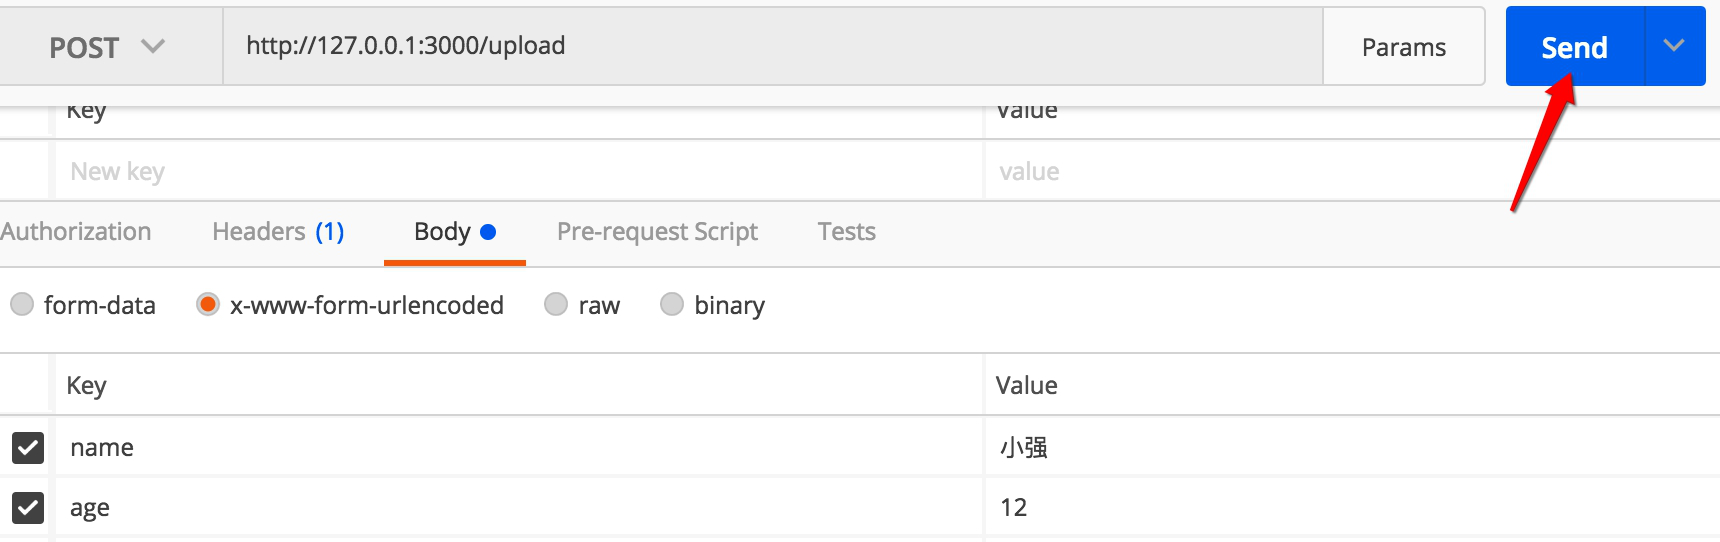 POST http://127.0.0.1:3000/upload Params Send
Key Value
New key value
Authorization Headers (1) Body Pre-request Script Tests
form-data x-www-form-urlencoded raw binary
Key Value
name 小强
age 12